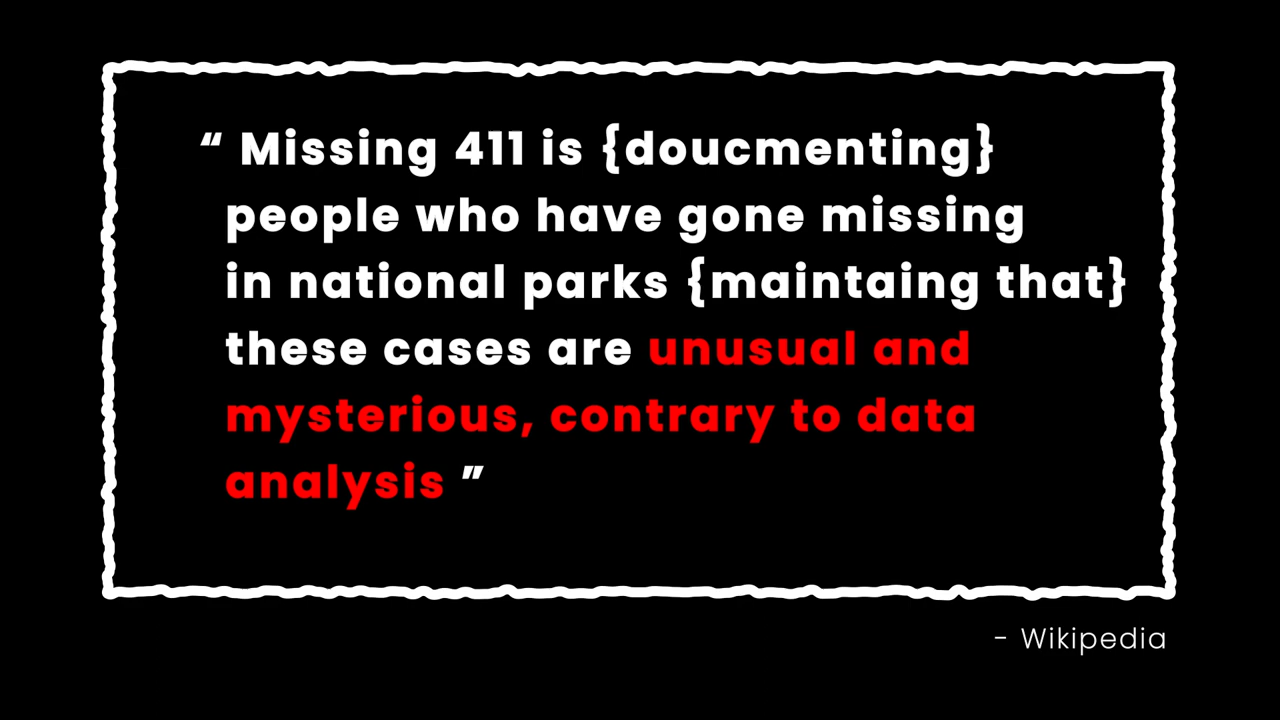 “ Missing 411 is {doucmenting}
people who have gone missing
in national parks {maintaing that}
these cases are unusual and
mysterious, contrary to data
analysis ”
- Wikipedia